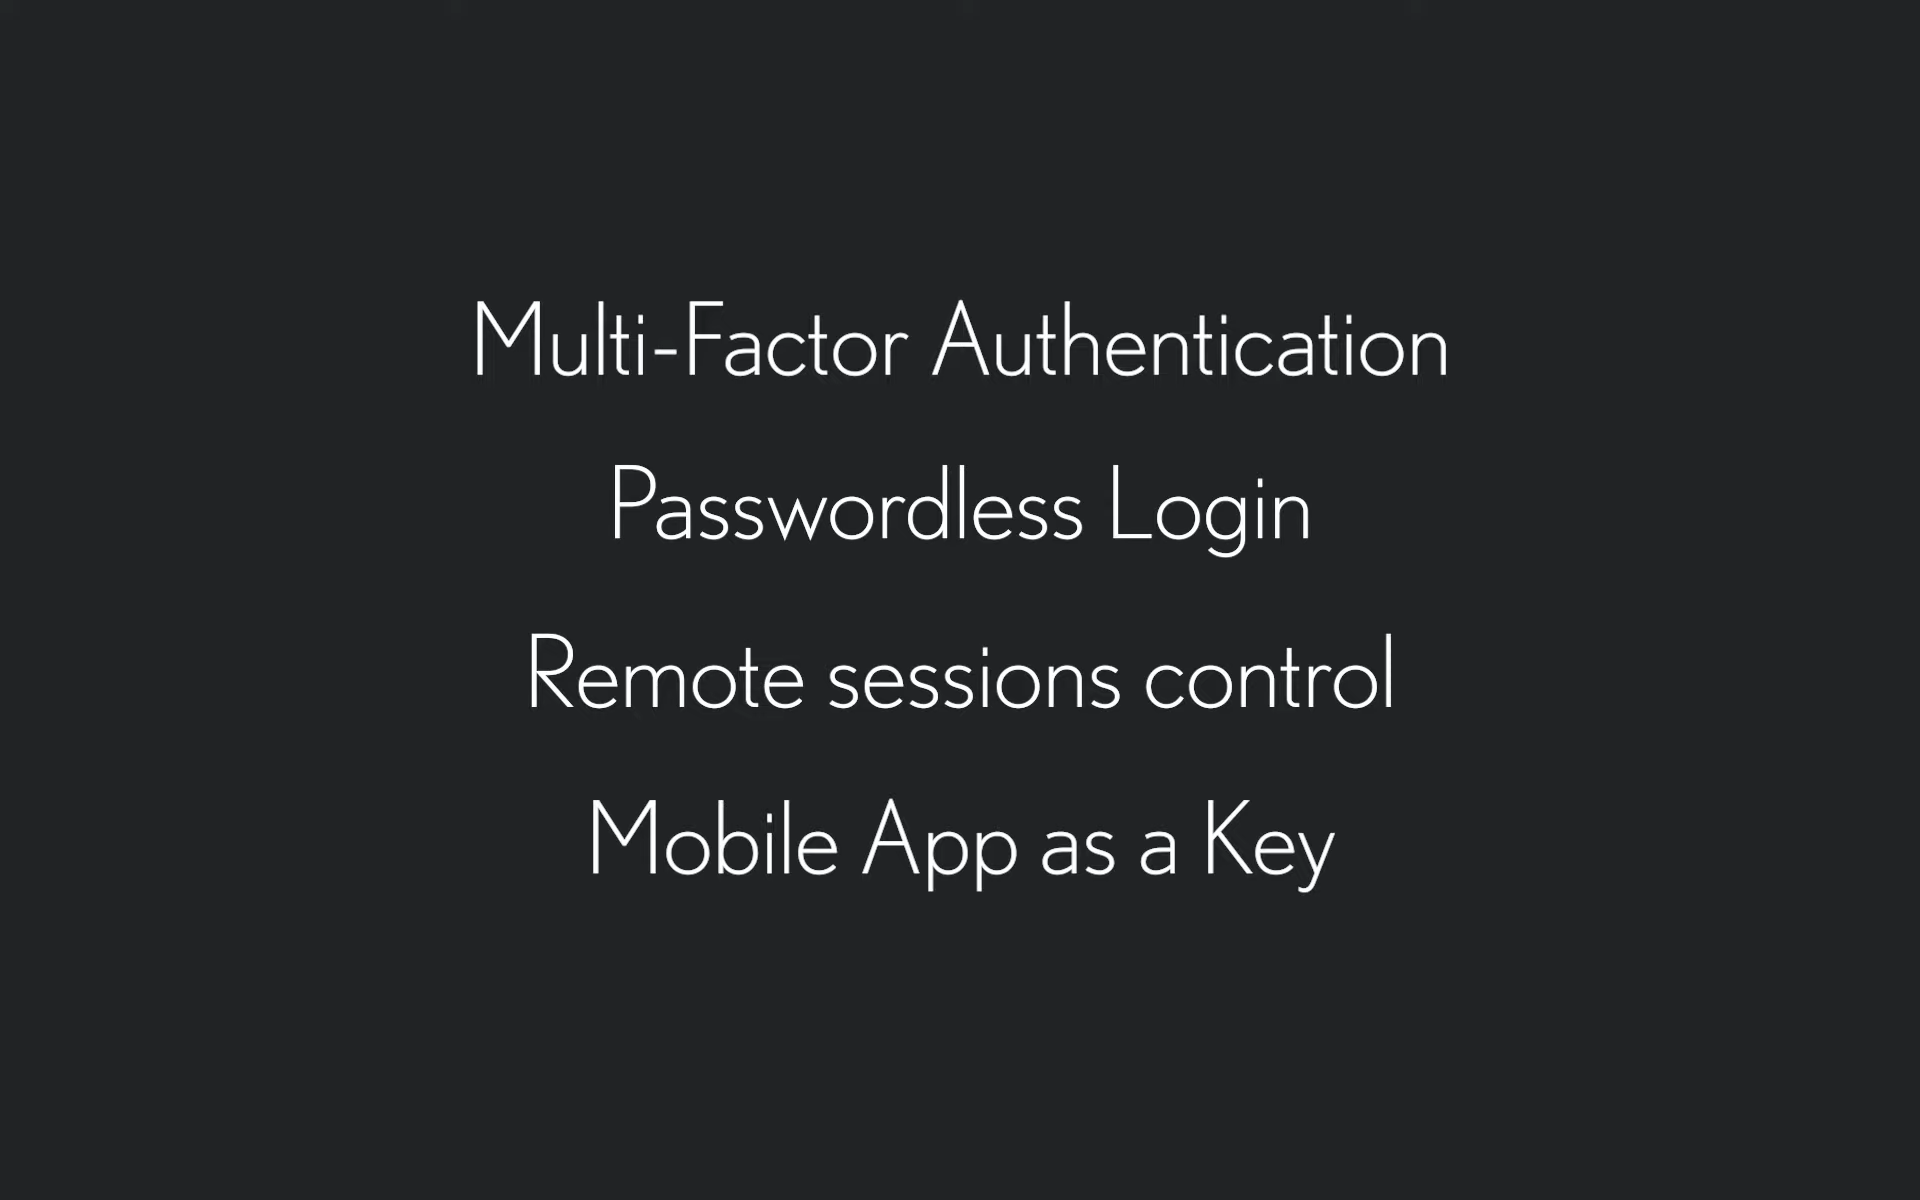 Multi-Factor Authentication
Passwordless Login
Remote sessions control
Mobile App as a Key